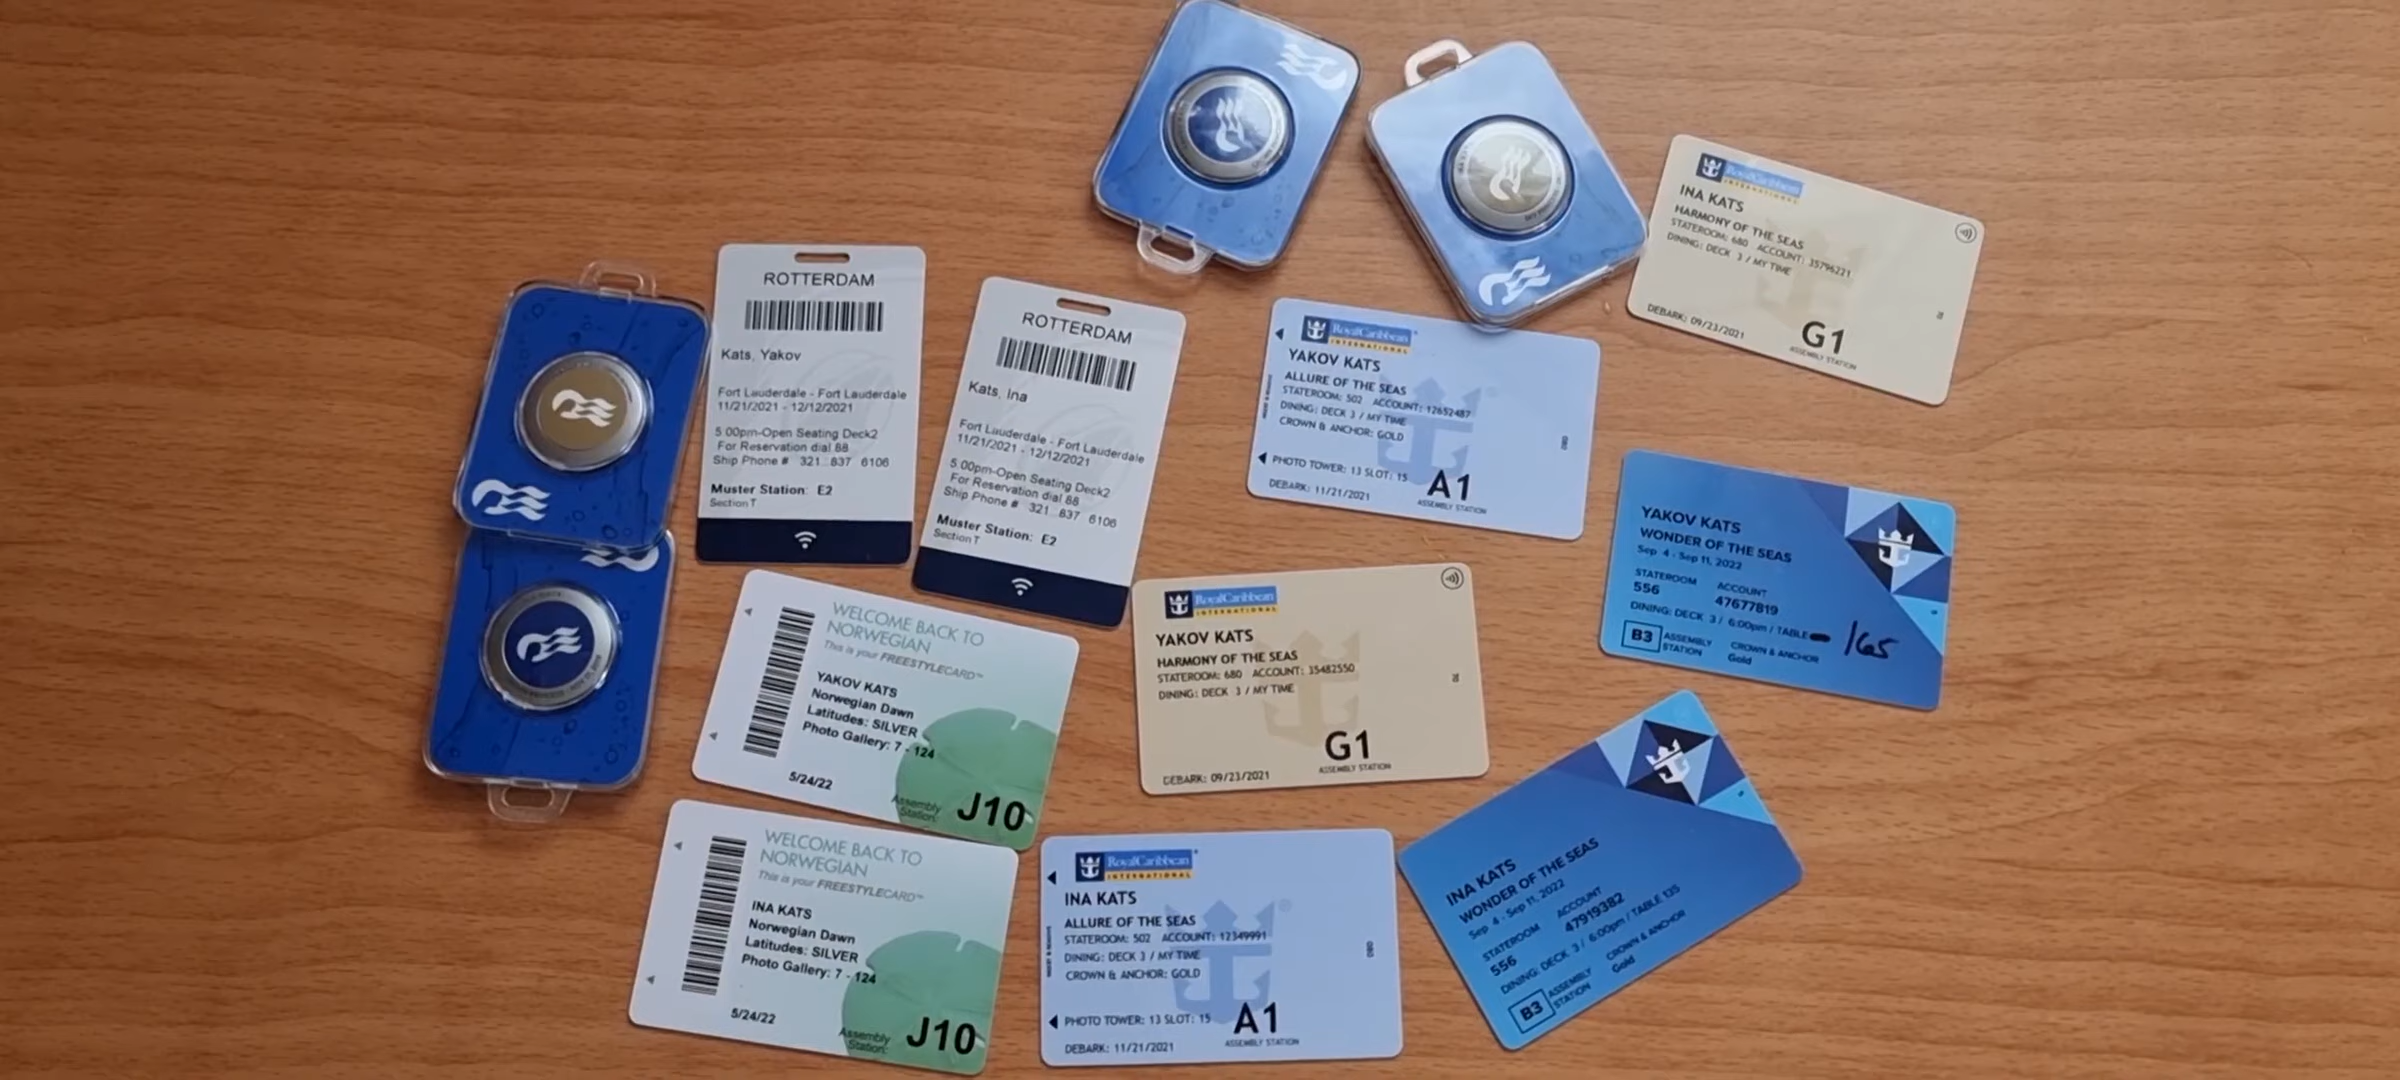 ROTTERDAM
Kats, Yakov
Fort Lauderdale - Fort Lauderdale
11/21/2021 - 12/12/2021
5:00pm-Open Seating Deck2
For Reservation dial 88
Ship Phone # 321 837 6106
Muster Station: E2
Section T
ROTTERDAM
Kats, Ina
Fort Lauderdale - Fort Lauderdale
11/21/2021 - 12/12/2021
5:00pm-Open Seating Deck2
For Reservation dial 88
Ship Phone # 321 837 6106
Muster Station: E2
Section T
RoyalCaribbean
INTERNATIONAL
INA KATS
HARMONY OF THE SEAS
STATEROOM: 680 ACCOUNT: 35796221
DINING: DECK 3 / MY TIME
DEBARK: 09/23/2021
G1
ASSEMBLY STATION
RoyalCaribbean
INTERNATIONAL
YAKOV KATS
ALLURE OF THE SEAS
STATEROOM: 502 ACCOUNT: 12652487
DINING: DECK 3 / MY TIME
CROWN & ANCHOR: GOLD
PHOTO TOWER: 13 SLOT: 15
DEBARK: 11/21/2021
A1
ASSEMBLY STATION
YAKOV KATS
WONDER OF THE SEAS
Sep 4 - Sep 11, 2022
STATEROOM ACCOUNT
556 47677819
DINING: DECK 3 / 6:00pm / TABLE 165
B3 ASSEMBLY STATION
CROWN & ANCHOR
Gold
WELCOME BACK TO
NORWEGIAN
This is your FREESTYLECARD™
YAKOV KATS
Norwegian Dawn
Latitudes: SILVER
Photo Gallery: 7 - 124
5/24/22
Assembly
Station:
J10
RoyalCaribbean
INTERNATIONAL
YAKOV KATS
HARMONY OF THE SEAS
STATEROOM: 680 ACCOUNT: 35482550
DINING: DECK 3 / MY TIME
G1
ASSEMBLY STATION
DEBARK: 09/23/2021
WELCOME BACK TO
NORWEGIAN
This is your FREESTYLECARD™
INA KATS
Norwegian Dawn
Latitudes: SILVER
Photo Gallery: 7 - 124
5/24/22
Assembly
Station:
J10
RoyalCaribbean
INTERNATIONAL
INA KATS
ALLURE OF THE SEAS
STATEROOM: 502 ACCOUNT: 12349991
DINING: DECK 3 / MY TIME
CROWN & ANCHOR: GOLD
PHOTO TOWER: 13 SLOT: 15
A1
ASSEMBLY STATION
DEBARK: 11/21/2021
INA KATS
WONDER OF THE SEAS
Sep 4 - Sep 11, 2022
STATEROOM ACCOUNT
556 47919382
DINING: DECK 3 / 6:00pm / TABLE 135
B3 ASSEMBLY STATION
CROWN & ANCHOR
Gold